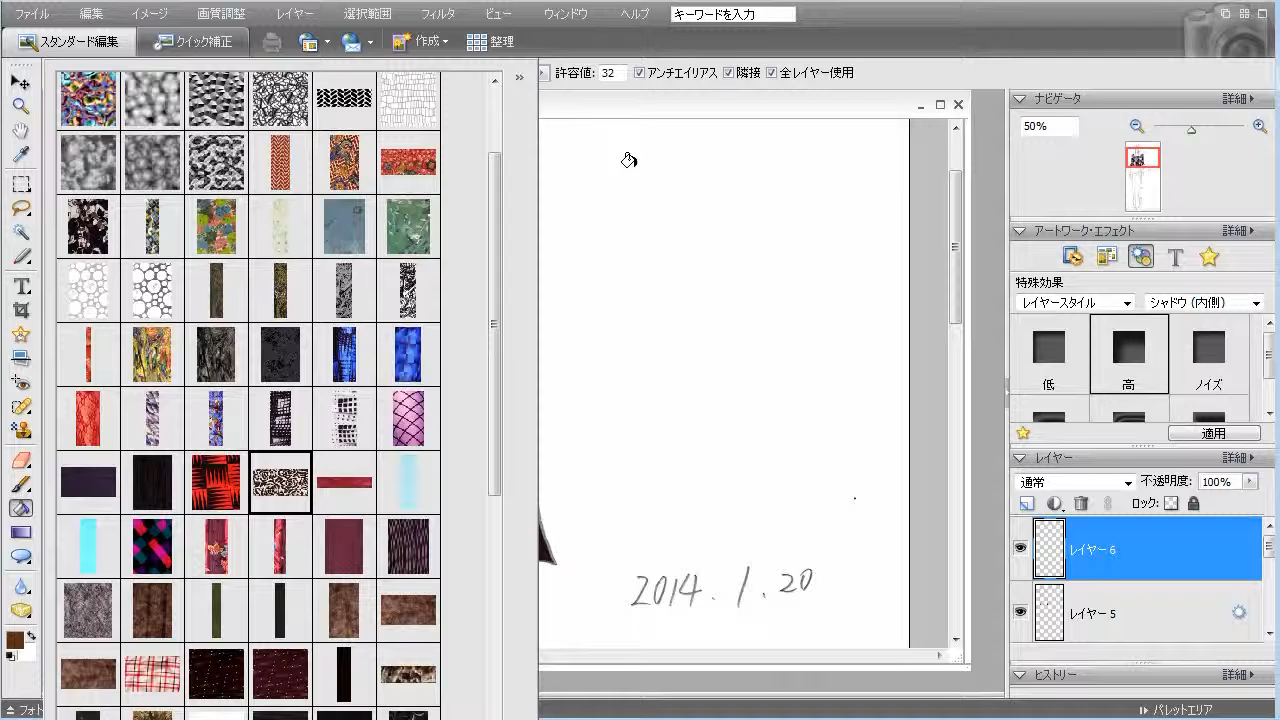 ファイル 編集 イメージ 画質調整 レイヤー 選択範囲 フィルタ ビュー ウィンドウ ヘルプ キーワードを入力
スタンダード編集 クイック補正 作成 整理
許容値: 32 アンチエイリアス 隣接 全レイヤー使用
ナビゲータ 詳細
50%
アートワーク・エフェクト 詳細
特殊効果
レイヤースタイル シャドウ (内側)
低 高 ノイズ
適用
レイヤー 詳細
通常 不透明度: 100%
ロック:
レイヤー 6
レイヤー 5
2014.1.20
ヒストリー 詳細
フォト パレットエリア